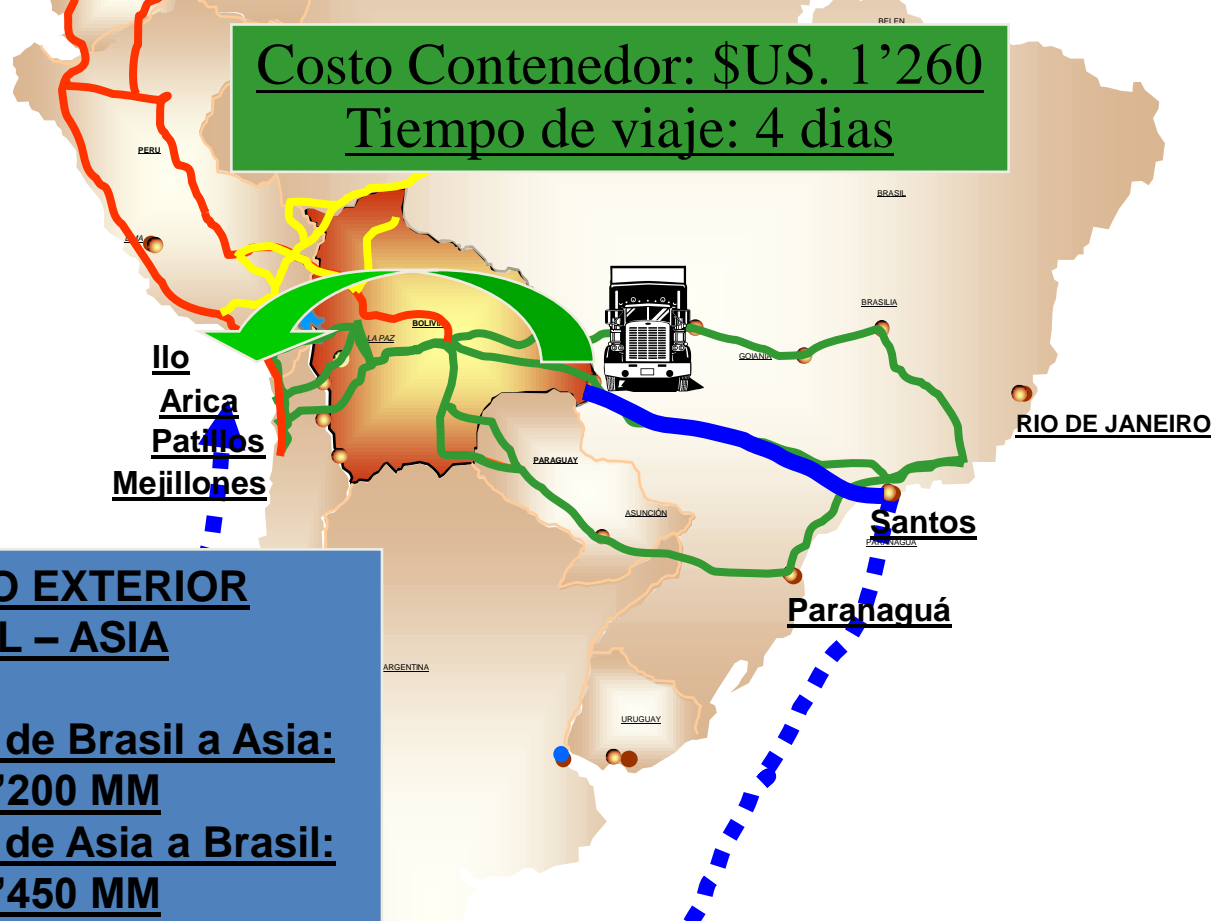 BELEN
Costo Contenedor: $US. 1’260
Tiempo de viaje: 4 dias
PERU
BRASIL
BRASILIA
BOLIVIA
LA PAZ
GOIANIA
Ilo
Arica
Patillos
Mejillones
RIO DE JANEIRO
PARAGUAY
ASUNCIÓN
Santos
PARANAGUA
Paranaguá
O EXTERIOR
L – ASIA
ARGENTINA
URUGUAY
de Brasil a Asia:
’200 MM
de Asia a Brasil:
’450 MM